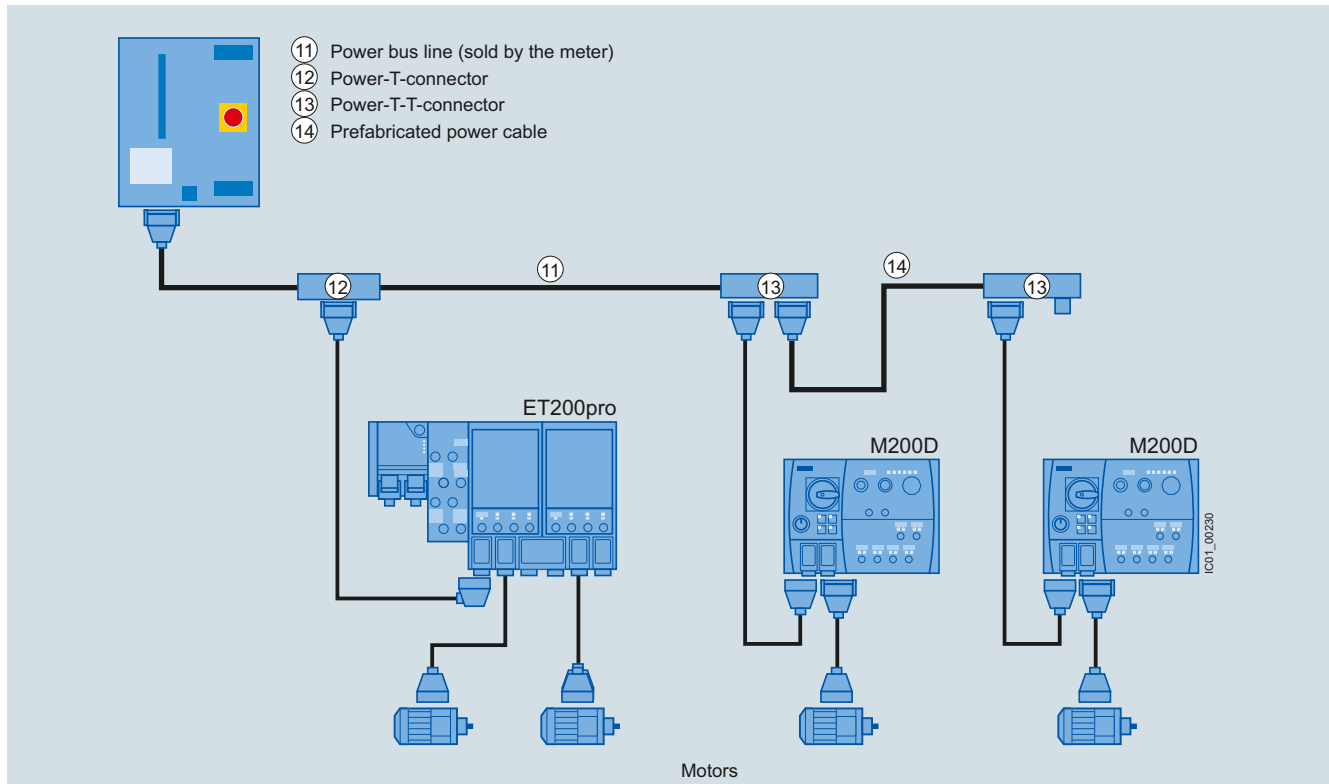 11 Power bus line (sold by the meter)
12 Power-T-connector
13 Power-T-T-connector
14 Prefabricated power cable
11
14
12
13
13
ET200pro
M200D
M200D
IC01_00230
Motors